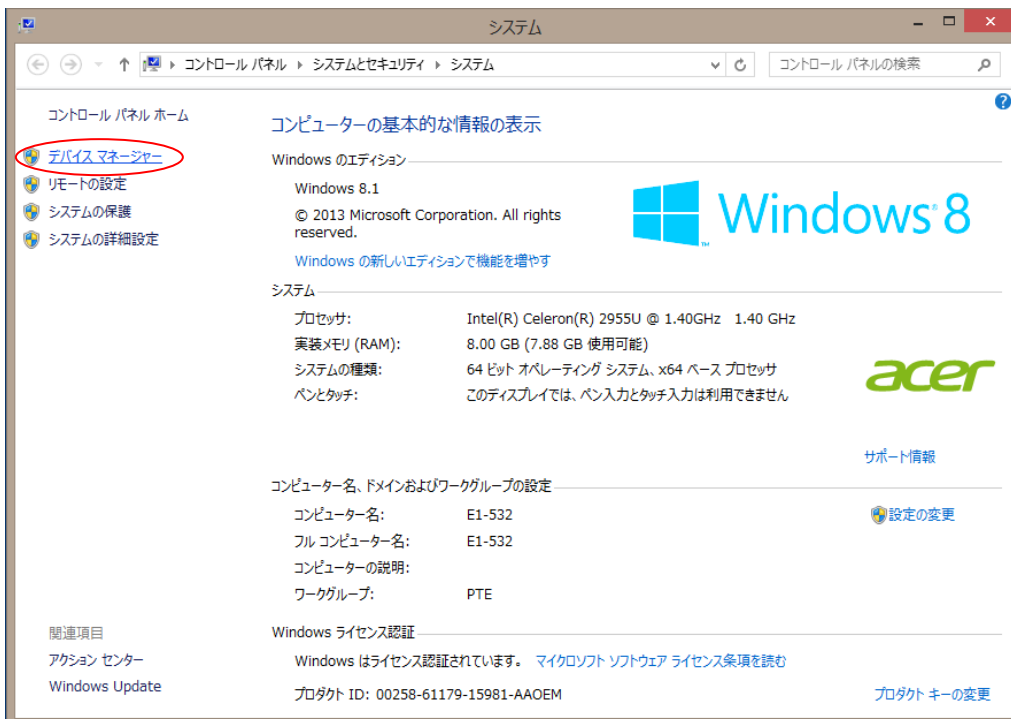 システム
コントロール パネル ▸ システムとセキュリティ ▸ システム
コントロール パネルの検索
コントロール パネル ホーム
デバイス マネージャー
リモートの設定
システムの保護
システムの詳細設定
コンピューターの基本的な情報の表示
Windows のエディション
Windows 8.1
© 2013 Microsoft Corporation. All rights
reserved.
Windows の新しいエディションで機能を増やす
Windows® 8
™
システム
プロセッサ: Intel(R) Celeron(R) 2955U @ 1.40GHz 1.40 GHz
実装メモリ (RAM): 8.00 GB (7.88 GB 使用可能)
システムの種類: 64 ビット オペレーティング システム、x64 ベース プロセッサ
ペンとタッチ: このディスプレイでは、ペン入力とタッチ入力は利用できません
acer
サポート情報
コンピューター名、ドメインおよびワークグループの設定
コンピューター名: E1-532
設定の変更
フル コンピューター名: E1-532
コンピューターの説明:
ワークグループ: PTE
Windows ライセンス認証
Windows はライセンス認証されています。 マイクロソフト ソフトウェア ライセンス条項を読む
プロダクト ID: 00258-61179-15981-AAOEM
プロダクト キーの変更
関連項目
アクション センター
Windows Update